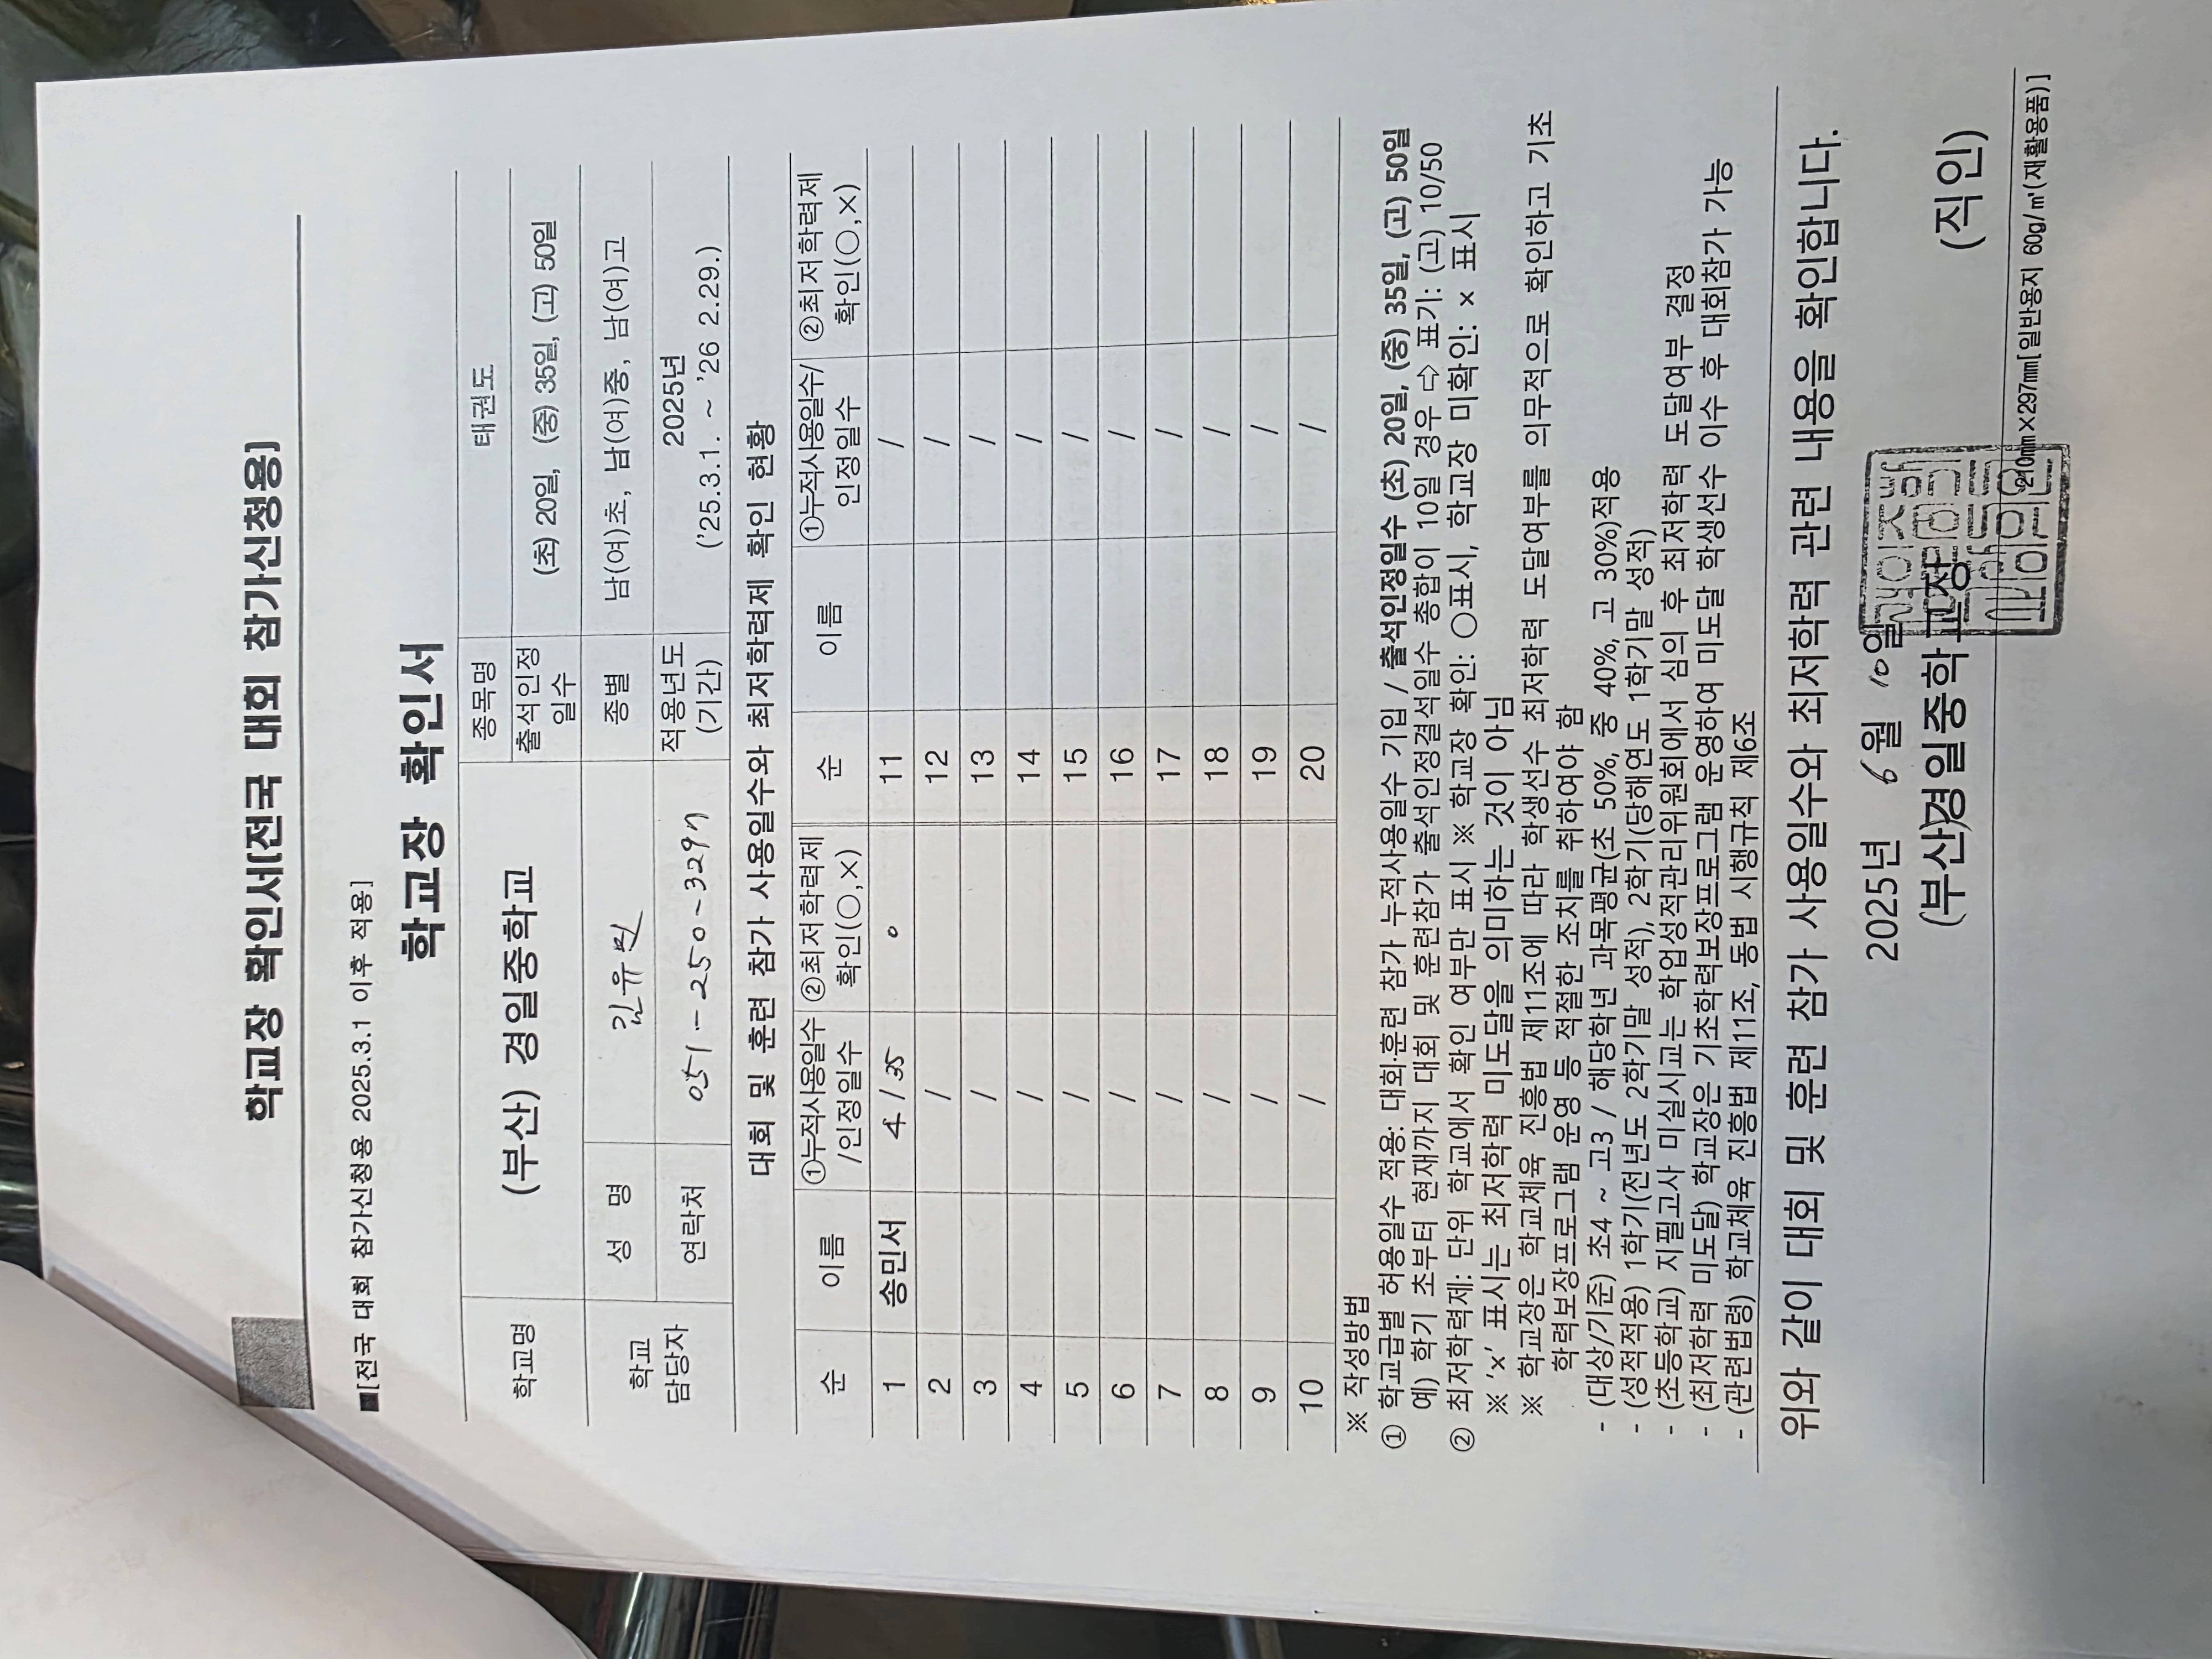 학교장 확인서[전국 대회 참가신청용]
■[전국 대회 참가신청용 2025.3.1 이후 적용]
학교장 확인서
학교명 (부산) 경일중학교 종목명 태권도
출석인정일수 (초) 20일, (중) 35일, (고) 50일
학교 담당자 성 명 김유민 종별 남(여)초, 남(여)중, 남(여)고
연락처 051-250-3297 적용년도 (기간) 2025년 ('25.3.1. ~ '26 2.29.)
대회 및 훈련 참가 사용일수와 최저학력제 확인 현황
순 이름 ①누적사용일수/인정일수 ②최저학력제 확인(○,×) 순 이름 ①누적사용일수/인정일수 ②최저학력제 확인(○,×)
1 송민서 4/35 ○ 11 /
2 / 12 /
3 / 13 /
4 / 14 /
5 / 15 /
6 / 16 /
7 / 17 /
8 / 18 /
9 / 19 /
10 / 20 /
※ 작성방법
① 학교급별 허용일수 적용: 대회·훈련 참가 누적사용일수 기입 / 출석인정일수 (초) 20일, (중) 35일, (고) 50일
예) 학기 초부터 현재까지 대회 및 훈련참가 출석인정결석일수 총합이 10일 경우 ⇨ 표기: (고) 10/50
② 최저학력제: 단위 학교에서 확인 여부만 표시 ※ 학교장 확인: ○표시, 학교장 미확인: × 표시
※ 'x' 표시는 최저학력 미도달을 의미하는 것이 아님
※ 학교장은 학교체육 진흥법 제11조에 따라 학생선수 최저학력 도달여부를 의무적으로 확인하고 기초
학력보장프로그램 운영 등 적절한 조치를 취하여야 함
- (대상/기준) 초4 ~ 고3 / 해당학년 과목평균(초 50%, 중 40%, 고 30%)적용
- (성적적용) 1학기(전년도 2학기말 성적), 2학기(당해연도 1학기말 성적)
- (초등학교) 지필고사 미실시교는 학업성적관리위원회에서 심의 후 최저학력 도달여부 결정
- (최저학력 미도달) 학교장은 기초학력보장프로그램 운영하여 미도달 학생선수 이수 후 대회참가 가능
- (관련법령) 학교체육 진흥법 제11조, 동법 시행규칙 제6조
위와 같이 대회 및 훈련 참가 사용일수와 최저학력 관련 내용을 확인합니다.
2025년 6월 10일
(부산)경일중학교장 (직인)
210㎜×297㎜[일반용지 60g/㎡(재활용품)]